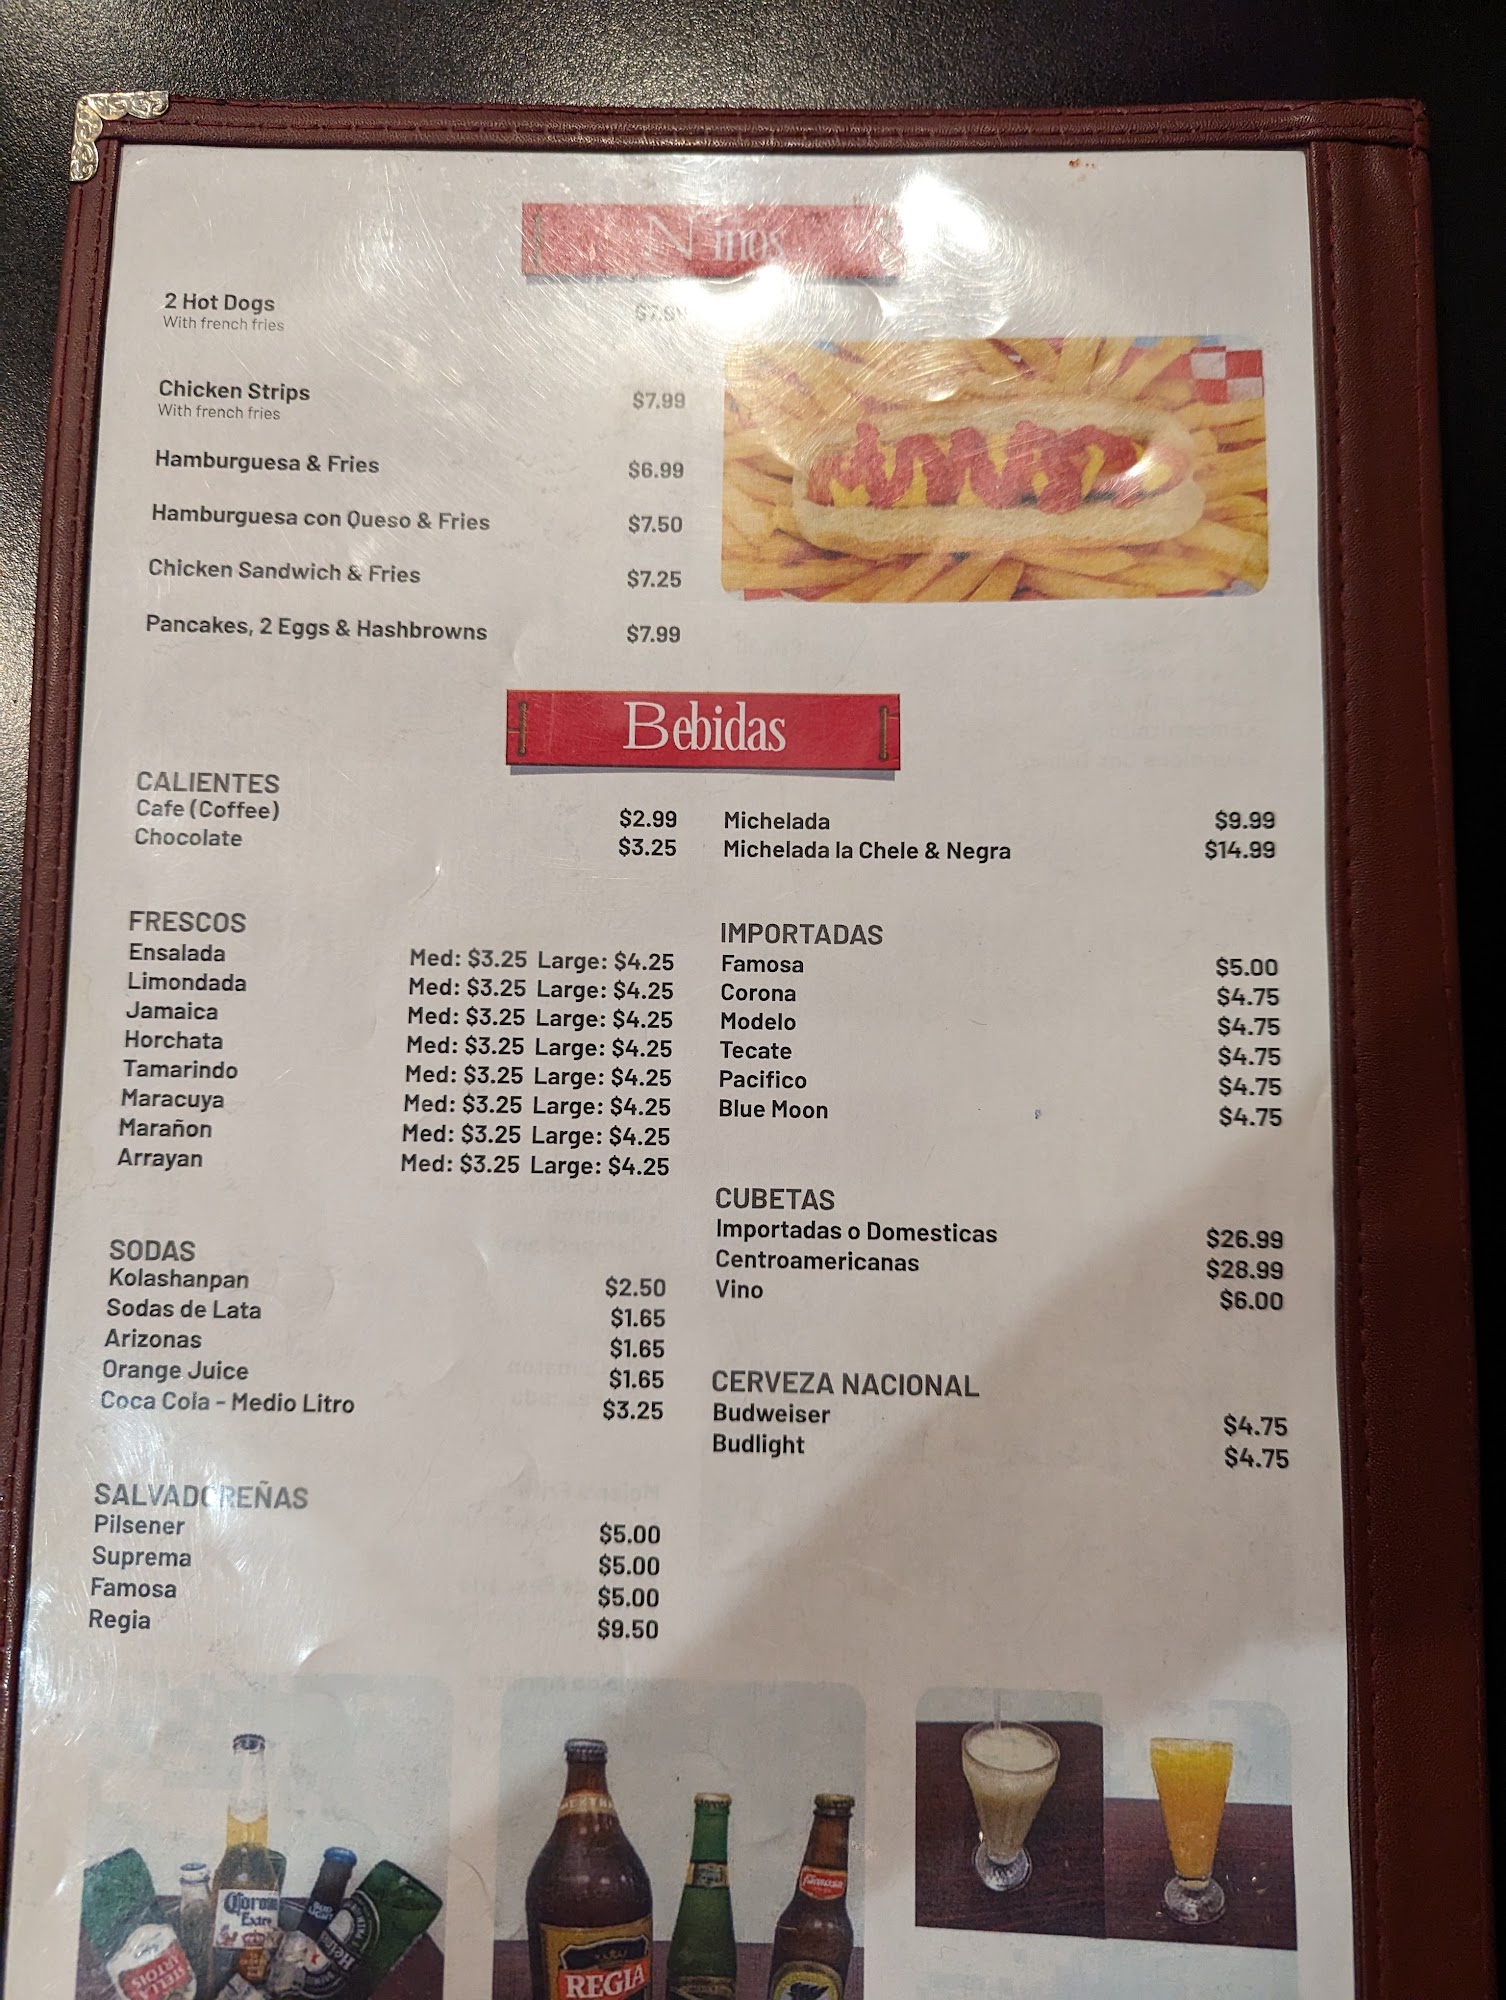 Niños
2 Hot Dogs
With french fries
Chicken Strips $7.99
With french fries
Hamburguesa & Fries $6.99
Hamburguesa con Queso & Fries $7.50
Chicken Sandwich & Fries $7.25
Pancakes, 2 Eggs & Hashbrowns $7.99
Bebidas
CALIENTES
Cafe (Coffee) $2.99
Chocolate $3.25
FRESCOS
Ensalada Med: $3.25 Large: $4.25
Limondada Med: $3.25 Large: $4.25
Jamaica Med: $3.25 Large: $4.25
Horchata Med: $3.25 Large: $4.25
Tamarindo Med: $3.25 Large: $4.25
Maracuya Med: $3.25 Large: $4.25
Marañon Med: $3.25 Large: $4.25
Arrayan Med: $3.25 Large: $4.25
SODAS
Kolashanpan $2.50
Sodas de Lata $1.65
Arizonas $1.65
Orange Juice $1.65
Coca Cola - Medio Litro $3.25
SALVADOREÑAS
Pilsener $5.00
Suprema $5.00
Famosa $5.00
Regia $9.50
Michelada $9.99
Michelada la Chele & Negra $14.99
IMPORTADAS
Famosa $5.00
Corona $4.75
Modelo $4.75
Tecate $4.75
Pacifico $4.75
Blue Moon $4.75
CUBETAS
Importadas o Domesticas $26.99
Centroamericanas $28.99
Vino $6.00
CERVEZA NACIONAL
Budweiser $4.75
Budlight $4.75
Corona
Extra
STELLA
ARTOIS
BUD
LIGHT
REGIA
Famosa